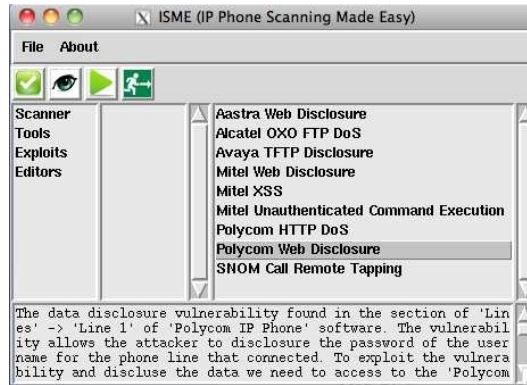 ISME (IP Phone Scanning Made Easy)
File About
Scanner
Tools
Exploits
Editors
Aastra Web Disclosure
Alcatel OXO FTP DoS
Avaya TFTP Disclosure
Mitel Web Disclosure
Mitel XSS
Mitel Unauthenticated Command Execution
Polycom HTTP DoS
Polycom Web Disclosure
SNOM Call Remote Tapping
The data disclosure vulnerability found in the section of 'Lin
es' -> 'Line 1' of 'Polycom IP Phone' software. The vulnerabil
ity allows the attacker to disclosure the password of the user
name for the phone line that connected. To exploit the vulnera
bility and discluse the data we need to access to the 'Polycom